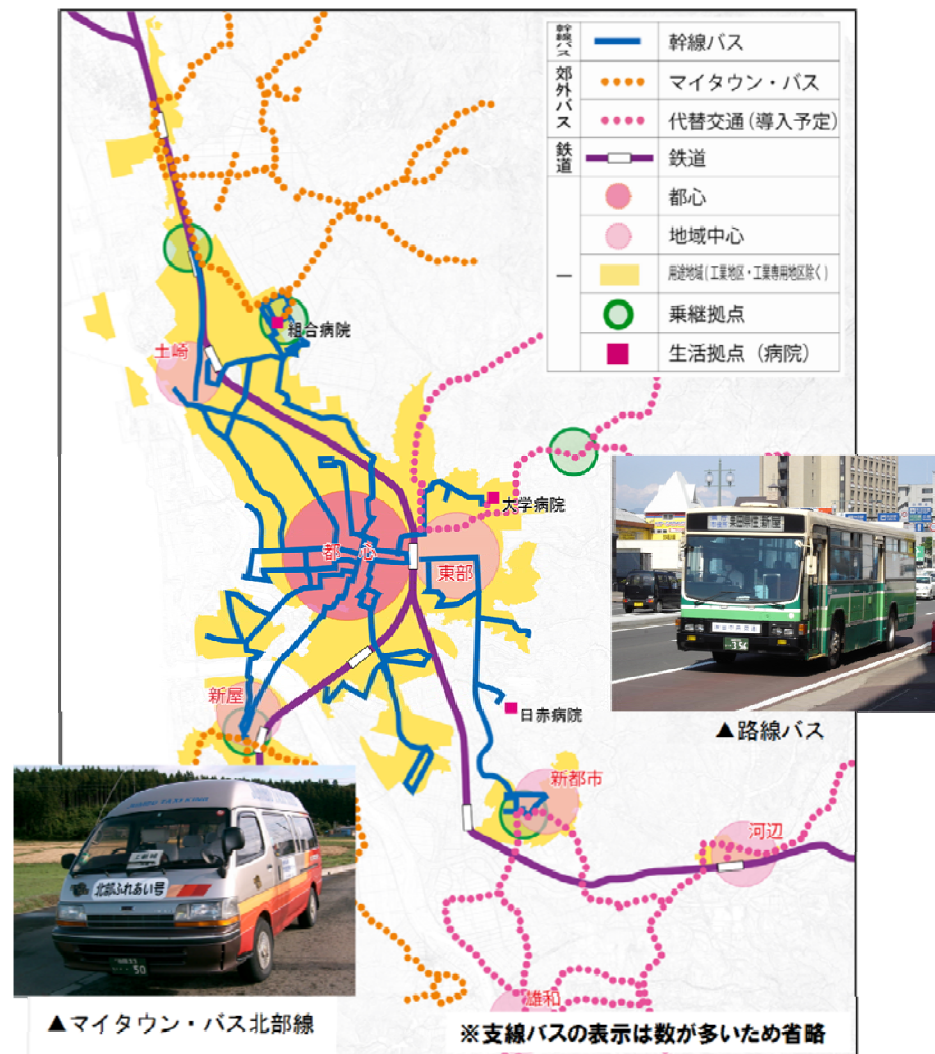 幹線バス
幹線バス
郊外バス
マイタウン・バス
代替交通(導入予定)
鉄道
鉄道
都心
地域中心
用途地域(工業地区・工業専用地区除く)
乗継拠点
生活拠点(病院)
組合病院
土崎
大学病院
都心
東部
新屋
日赤病院
▲路線バス
新都市
河辺
北部ふれあい号
50
雄和
▲マイタウン・バス北部線
※支線バスの表示は数が多いため省略